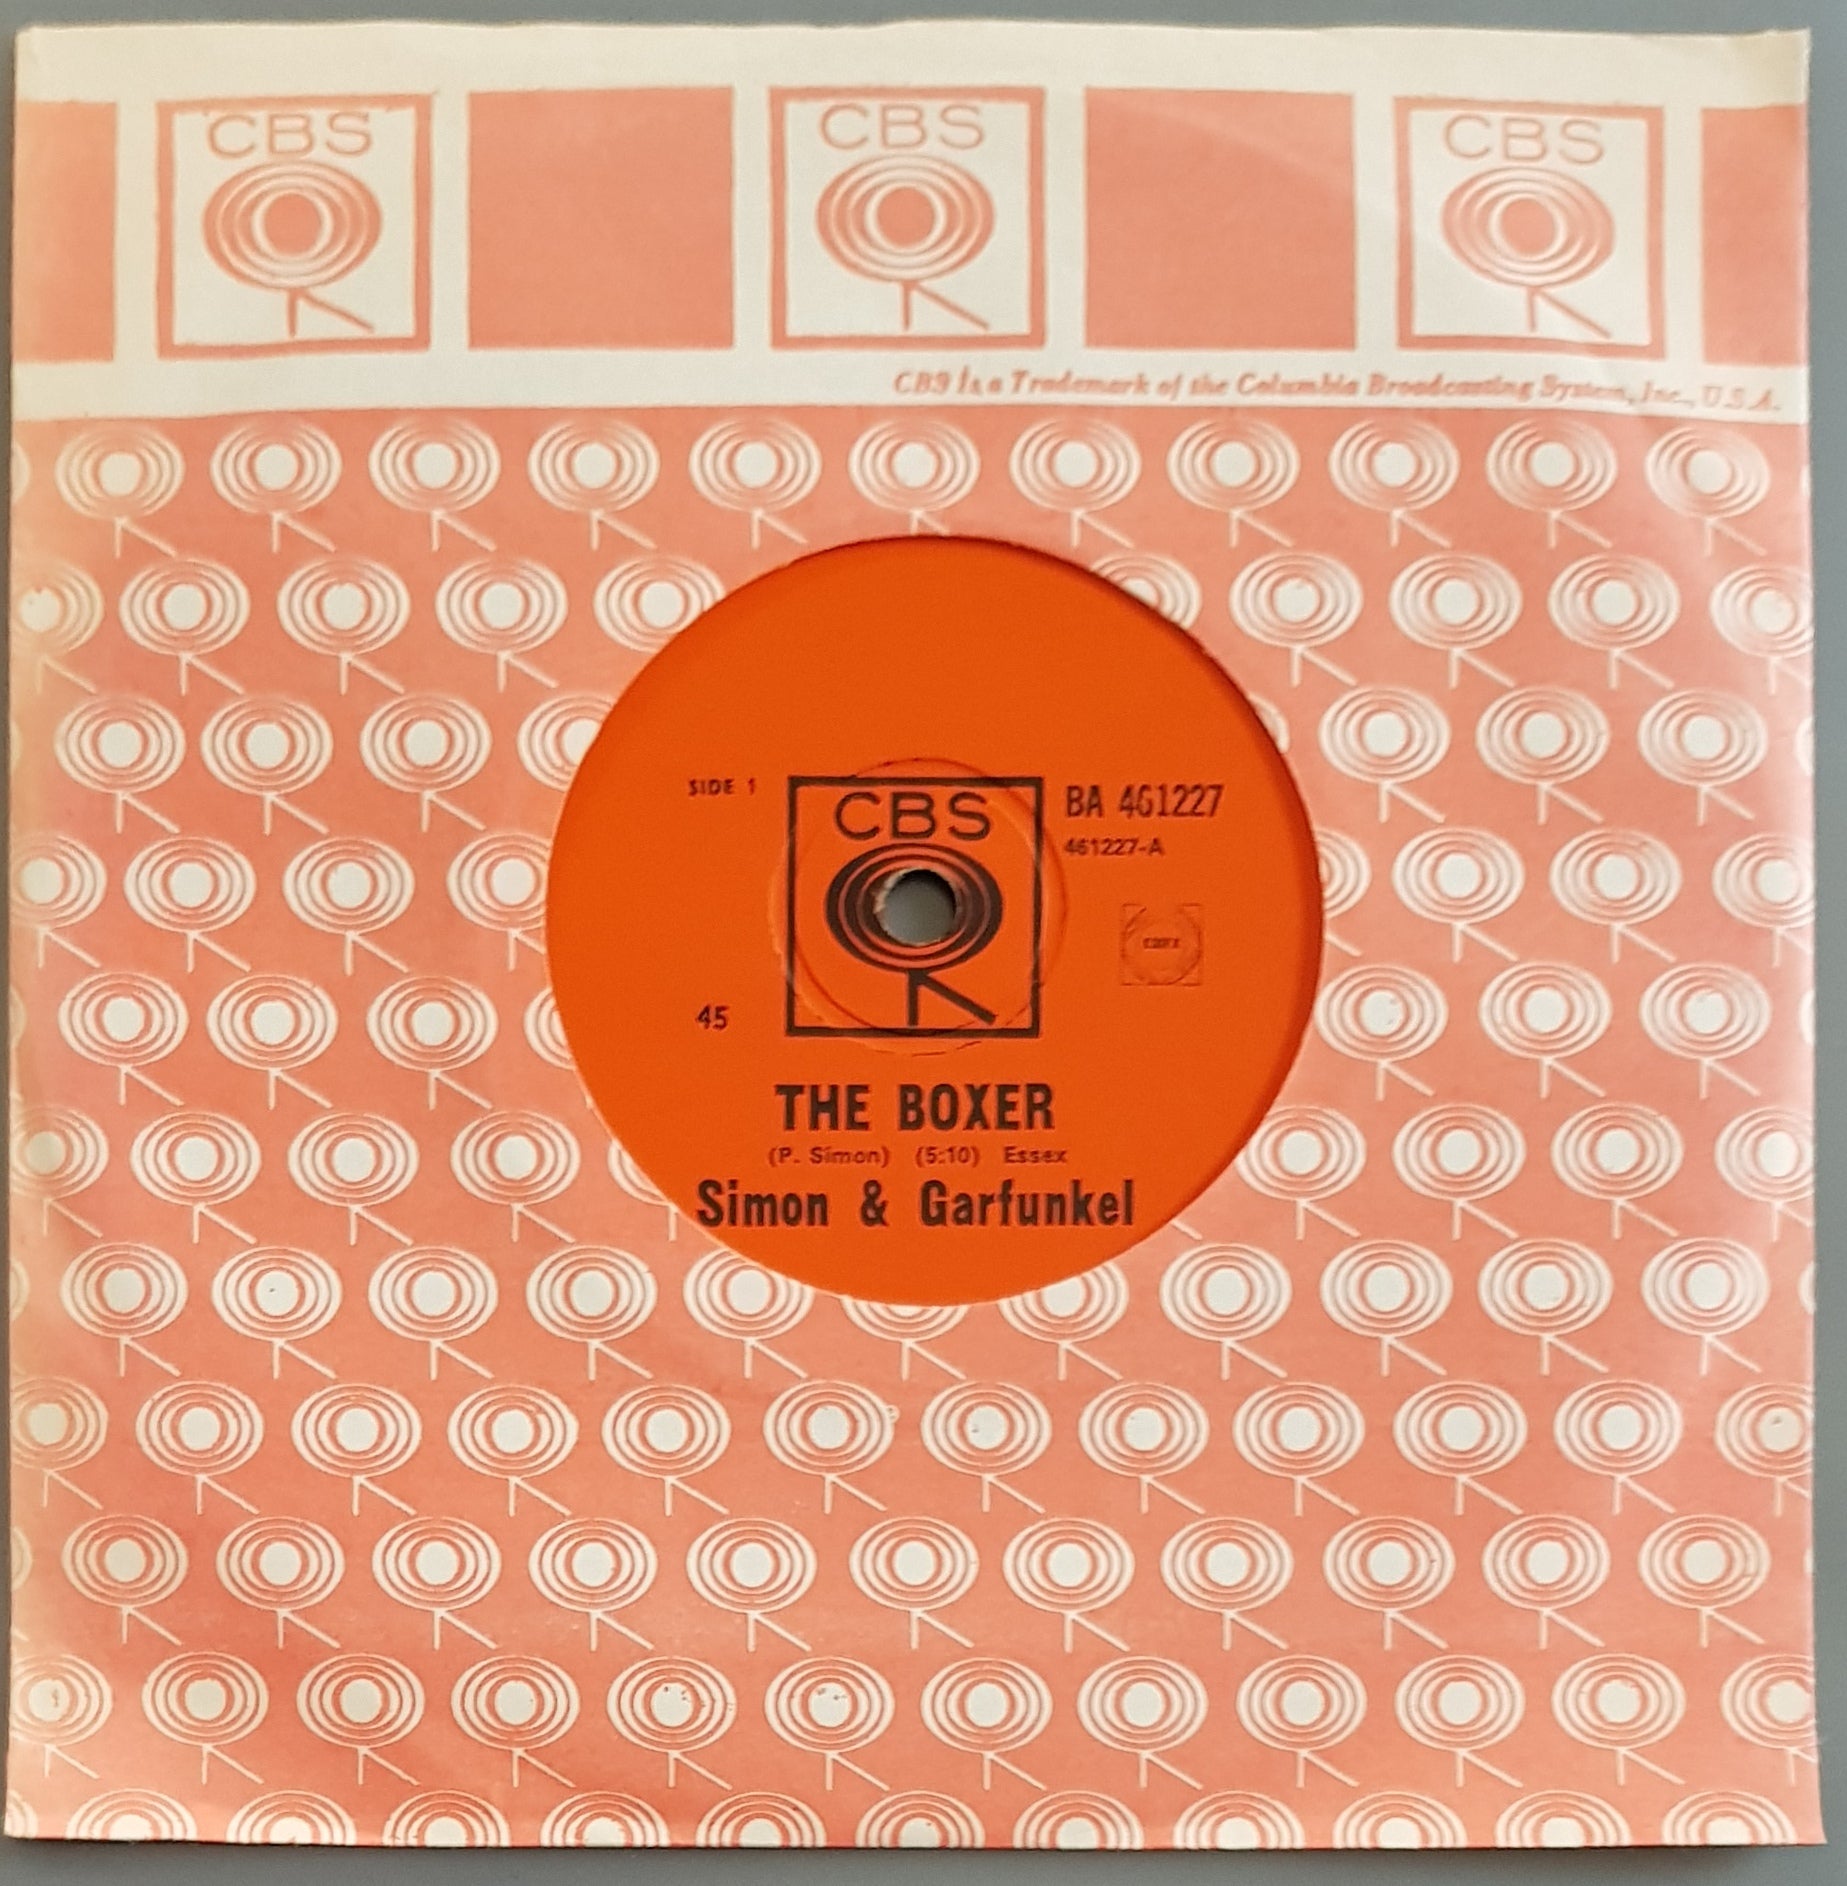 CBS
CBS
CBS
CBS is a Trademark of the Columbia Broadcasting System, Inc., U.S.A.
SIDE 1
CBS
BA 461227
461227-A
45
THE BOXER
(P. Simon) (5:10) Essex
Simon & Garfunkel